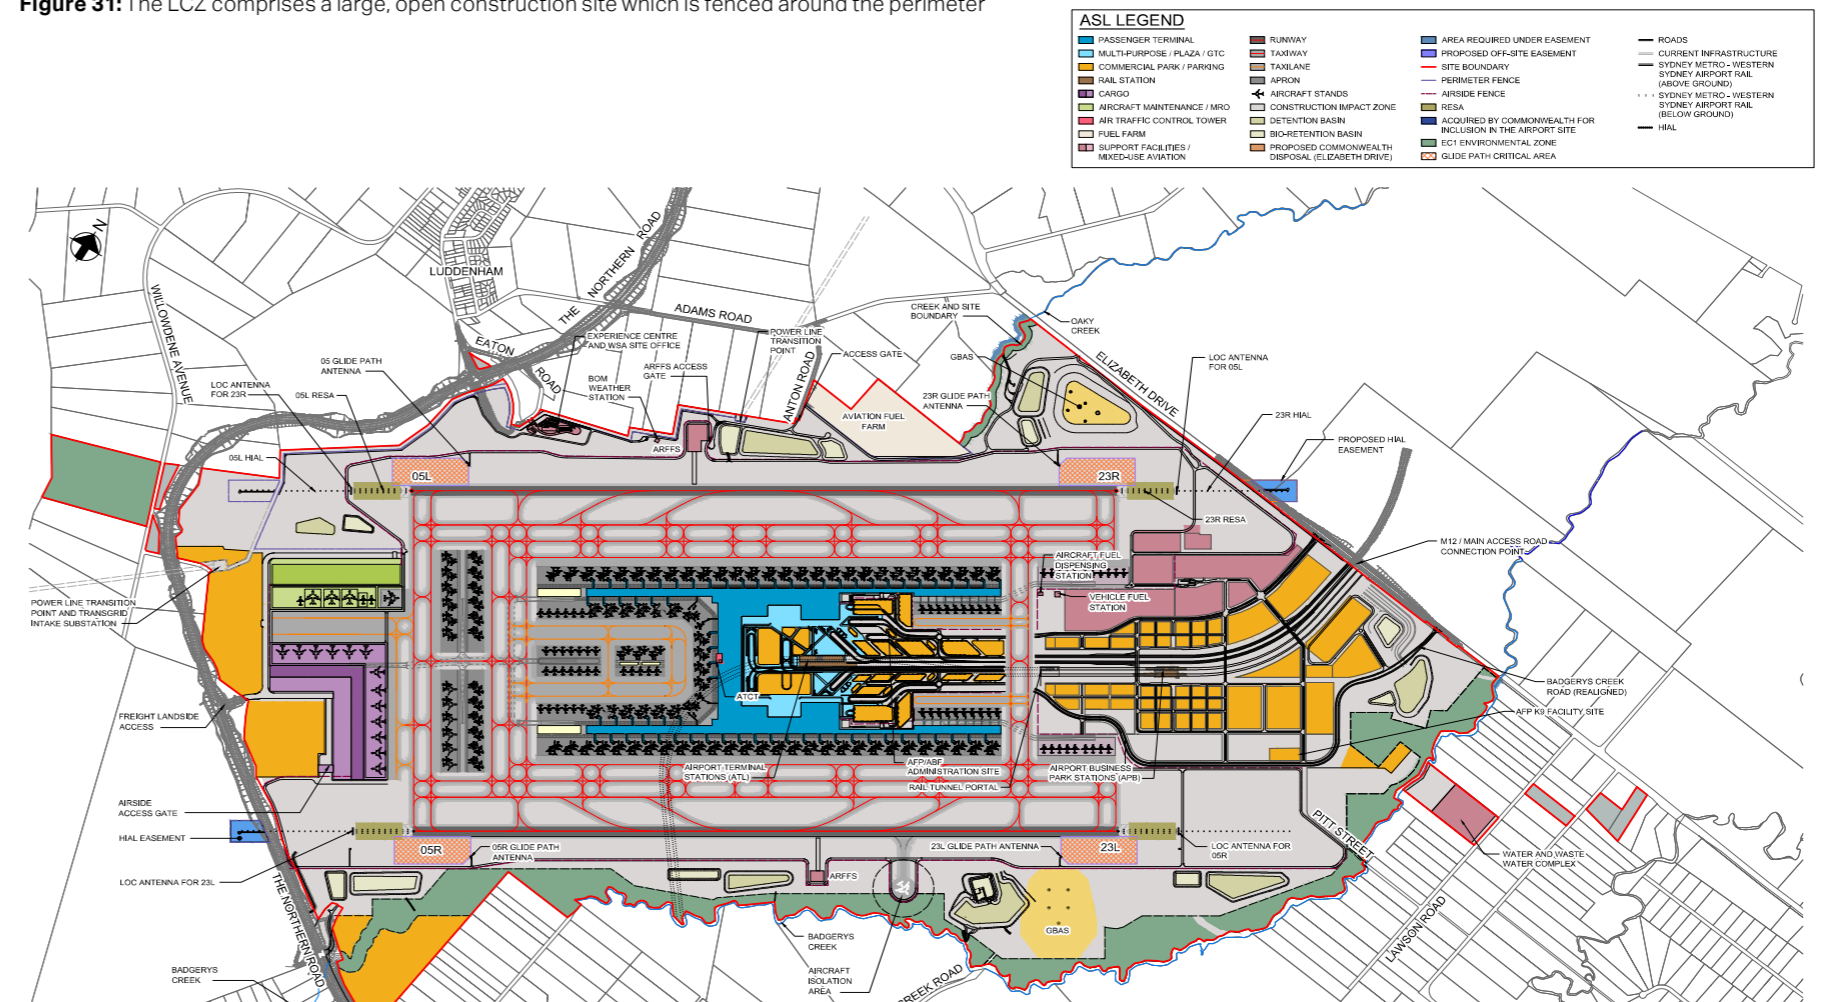 Figure 31: The LCZ comprises a large, open construction site which is fenced around the perimeter
ASL LEGEND
PASSENGER TERMINAL
MULTI-PURPOSE / PLAZA / GTC
COMMERCIAL PARK / PARKING
RAIL STATION
CARGO
AIRCRAFT MAINTENANCE / MRO
AIR TRAFFIC CONTROL TOWER
FUEL FARM
SUPPORT FACILITIES /
MIXED-USE AVIATION
RUNWAY
TAXIWAY
TAXILANE
APRON
AIRCRAFT STANDS
CONSTRUCTION IMPACT ZONE
DETENTION BASIN
BIO-RETENTION BASIN
PROPOSED COMMONWEALTH
DISPOSAL (ELIZABETH DRIVE)
AREA REQUIRED UNDER EASEMENT
PROPOSED OFF-SITE EASEMENT
SITE BOUNDARY
PERIMETER FENCE
AIRSIDE FENCE
RESA
ACQUIRED BY COMMONWEALTH FOR
INCLUSION IN THE AIRPORT SITE
EC1 ENVIRONMENTAL ZONE
GLIDE PATH CRITICAL AREA
ROADS
CURRENT INFRASTRUCTURE
SYDNEY METRO - WESTERN
SYDNEY AIRPORT RAIL
(ABOVE GROUND)
SYDNEY METRO - WESTERN
SYDNEY AIRPORT RAIL
(BELOW GROUND)
HIAL
N
LUDDENHAM
THE NORTHERN ROAD
WILLOWDENE AVENUE
ADAMS ROAD
EATON
ROAD
EXPERIENCE CENTRE
AND WSA SITE OFFICE
POWER LINE
TRANSITION
POINT
ACCESS GATE
ANTON ROAD
CREEK AND SITE
BOUNDARY
OAKY
CREEK
GBAS
ELIZABETH DRIVE
LOC ANTENNA
FOR 05L
05 GLIDE PATH
ANTENNA
LOC ANTENNA
FOR 23R
05L RESA
BOM
WEATHER
STATION
ARFFS ACCESS
GATE
23R GLIDE PATH
ANTENNA
AVIATION FUEL
FARM
23R HIAL
PROPOSED HIAL
EASEMENT
05L HIAL
ARFFS
05L
23R
23R RESA
M12 / MAIN ACCESS ROAD
CONNECTION POINT
AIRCRAFT FUEL
DISPENSING
STATION
VEHICLE FUEL
STATION
POWER LINE TRANSITION
POINT AND TRANSGRID
INTAKE SUBSTATION
ATCT
BADGERYS CREEK
ROAD (REALIGNED)
AFP K9 FACILITY SITE
FREIGHT LANDSIDE
ACCESS
AIRPORT TERMINAL
STATIONS (ATL)
AFP/ABF
ADMINISTRATION SITE
RAIL TUNNEL PORTAL
AIRPORT BUSINESS
PARK STATIONS (APB)
AIRSIDE
ACCESS GATE
HIAL EASEMENT
PITT STREET
05R
05R GLIDE PATH
ANTENNA
23L GLIDE PATH ANTENNA
23L
LOC ANTENNA FOR
05R
WATER AND WASTE
WATER COMPLEX
LOC ANTENNA FOR 23L
ARFFS
THE NORTHERN ROAD
GBAS
LAWSON ROAD
BADGERYS
CREEK
AIRCRAFT
ISOLATION
AREA
BADGERYS
CREEK
CREEK ROAD